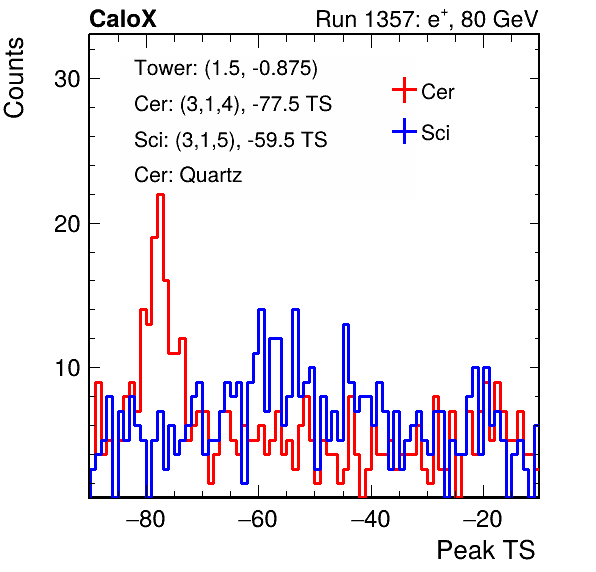 CaloX Run 1357: e⁺, 80 GeV
Counts
Tower: (1.5, -0.875)
Cer: (3,1,4), -77.5 TS
Sci: (3,1,5), -59.5 TS
Cer: Quartz
Cer
Sci
30
20
10
−80 −60 −40 −20
Peak TS